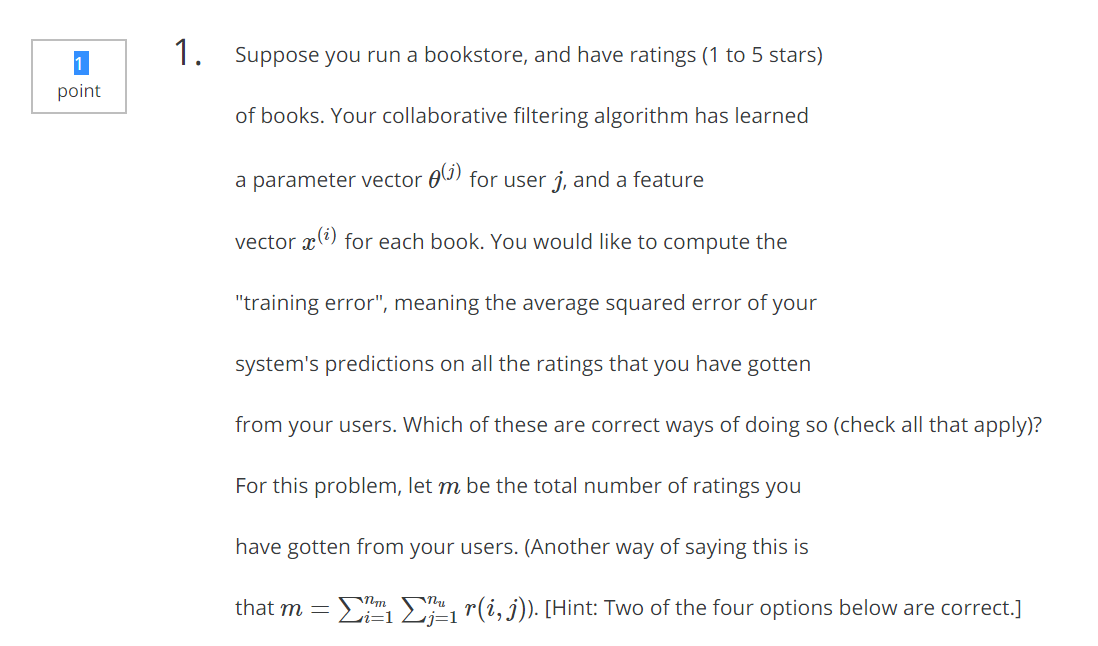 1
point
1.
Suppose you run a bookstore, and have ratings (1 to 5 stars)
of books. Your collaborative filtering algorithm has learned
a parameter vector θ^(j) for user j, and a feature
vector x^(i) for each book. You would like to compute the
"training error", meaning the average squared error of your
system's predictions on all the ratings that you have gotten
from your users. Which of these are correct ways of doing so (check all that apply)?
For this problem, let m be the total number of ratings you
have gotten from your users. (Another way of saying this is
that m = ∑_{i=1}^{n_m} ∑_{j=1}^{n_u} r(i, j)). [Hint: Two of the four options below are correct.]